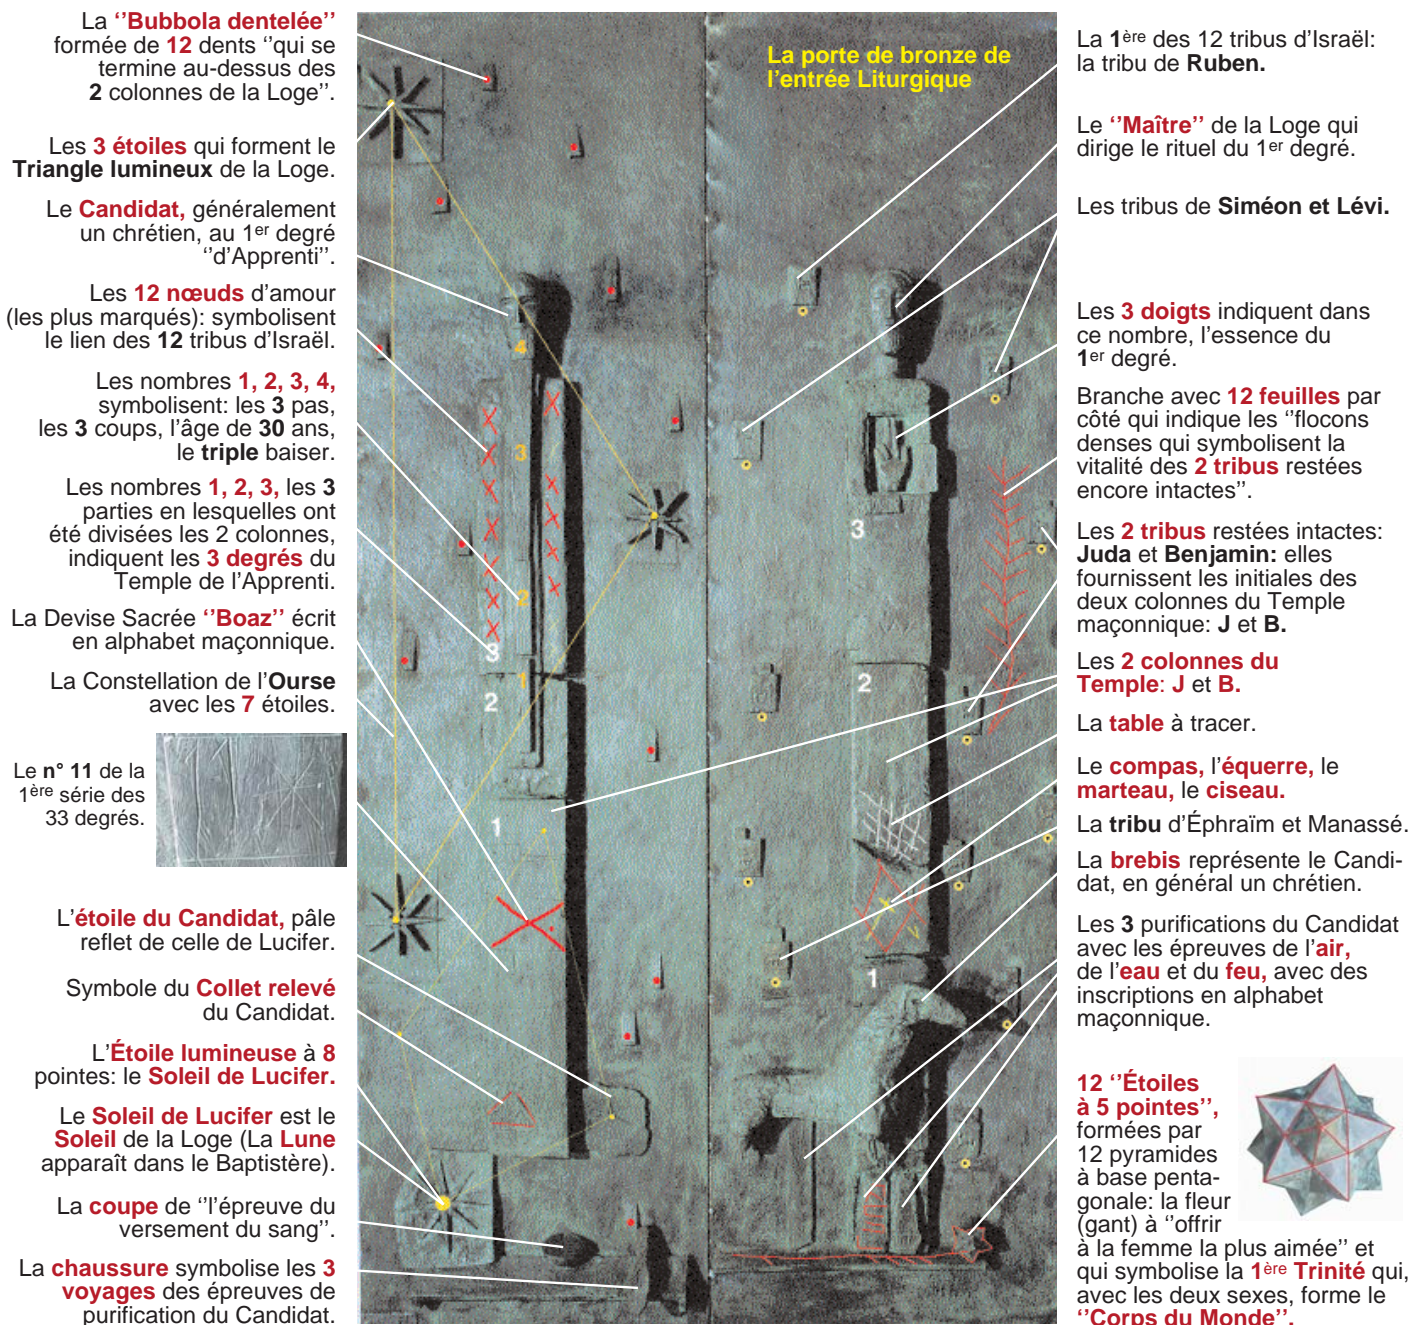 La ‘’Bubbola dentelée’’
formée de 12 dents ‘’qui se
termine au-dessus des
2 colonnes de la Loge’’.
Les 3 étoiles qui forment le
Triangle lumineux de la Loge.
Le Candidat, généralement
un chrétien, au 1er degré
‘’d’Apprenti’’.
Les 12 nœuds d’amour
(les plus marqués): symbolisent
le lien des 12 tribus d’Israël.
Les nombres 1, 2, 3, 4,
symbolisent: les 3 pas,
les 3 coups, l’âge de 30 ans,
le triple baiser.
Les nombres 1, 2, 3, les 3
parties en lesquelles ont
été divisées les 2 colonnes,
indiquent les 3 degrés du
Temple de l’Apprenti.
La Devise Sacrée ‘’Boaz’’ écrit
en alphabet maçonnique.
La Constellation de l’Ourse
avec les 7 étoiles.
Le n° 11 de la
1ère série des
33 degrés.
L’étoile du Candidat, pâle
reflet de celle de Lucifer.
Symbole du Collet relevé
du Candidat.
L’Étoile lumineuse à 8
pointes: le Soleil de Lucifer.
Le Soleil de Lucifer est le
Soleil de la Loge (La Lune
apparaît dans le Baptistère).
La coupe de ‘’l’épreuve du
versement du sang’’.
La chaussure symbolise les 3
voyages des épreuves de
purification du Candidat.
La porte de bronze de
l’entrée Liturgique
4
3
2
1
3
2
1
3
2
1
La 1ère des 12 tribus d’Israël:
la tribu de Ruben.
Le ‘’Maître’’ de la Loge qui
dirige le rituel du 1er degré.
Les tribus de Siméon et Lévi.
Les 3 doigts indiquent dans
ce nombre, l’essence du
1er degré.
Branche avec 12 feuilles par
côté qui indique les ‘’flocons
denses qui symbolisent la
vitalité des 2 tribus restées
encore intactes’’.
Les 2 tribus restées intactes:
Juda et Benjamin: elles
fournissent les initiales des
deux colonnes du Temple
maçonnique: J et B.
Les 2 colonnes du
Temple: J et B.
La table à tracer.
Le compas, l’équerre, le
marteau, le ciseau.
La tribu d’Éphraïm et Manassé.
La brebis représente le Candi-
dat, en général un chrétien.
Les 3 purifications du Candidat
avec les épreuves de l’air,
de l’eau et du feu, avec des
inscriptions en alphabet
maçonnique.
12 ‘’Étoiles
à 5 pointes’’,
formées par
12 pyramides
à base penta-
gonale: la fleur
(gant) à ‘’offrir
à la femme la plus aimée’’ et
qui symbolise la 1ère Trinité qui,
avec les deux sexes, forme le
‘’Corps du Monde’’.